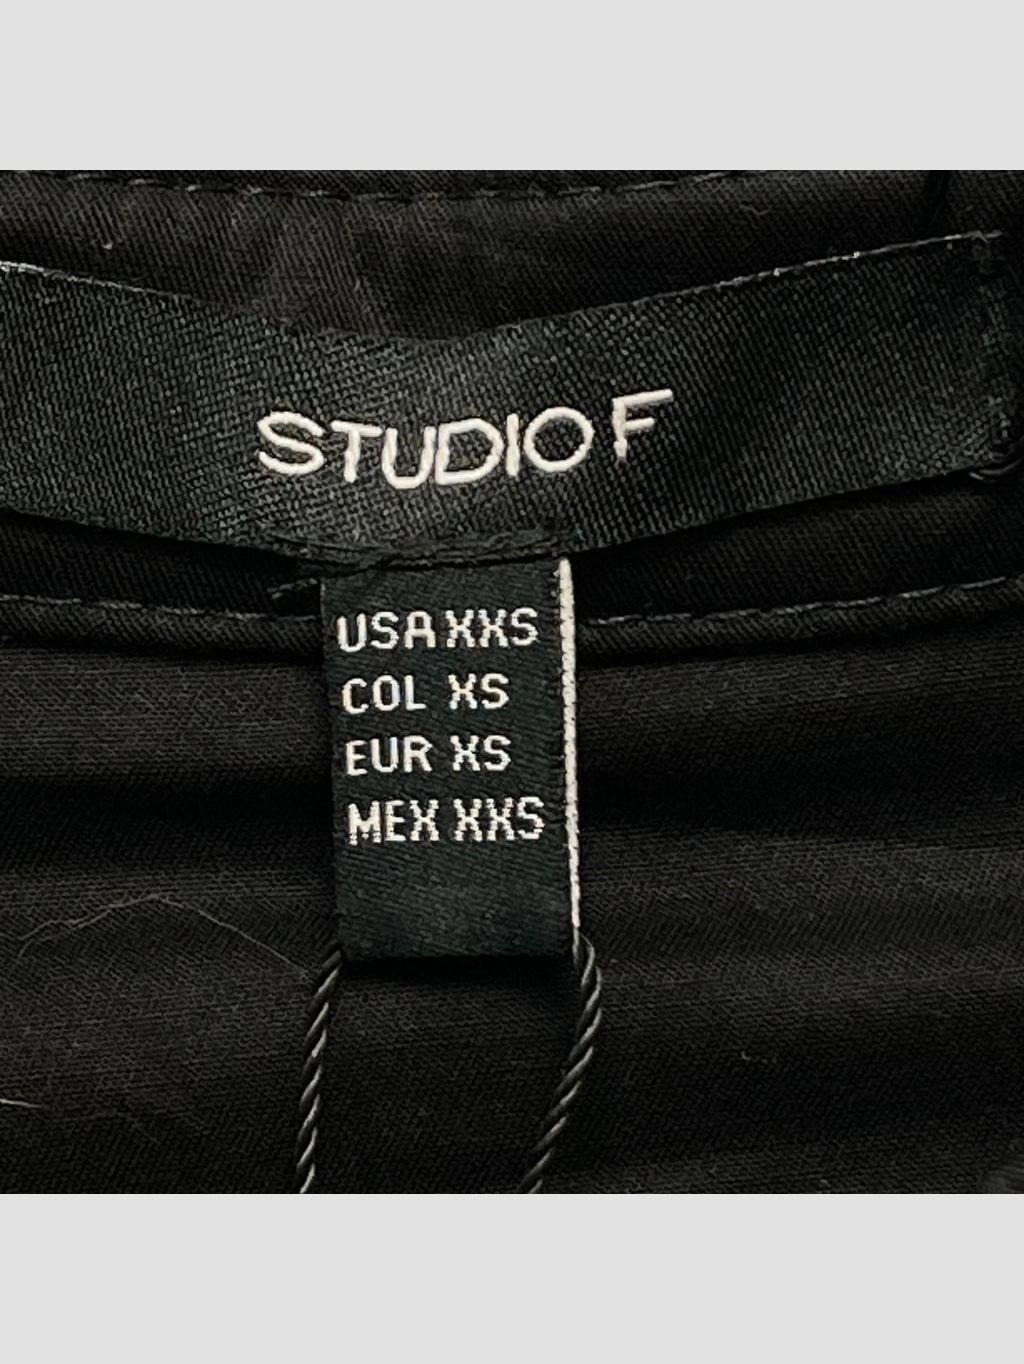 STUDIO F
USA XXS
COL XS
EUR XS
MEX XXS